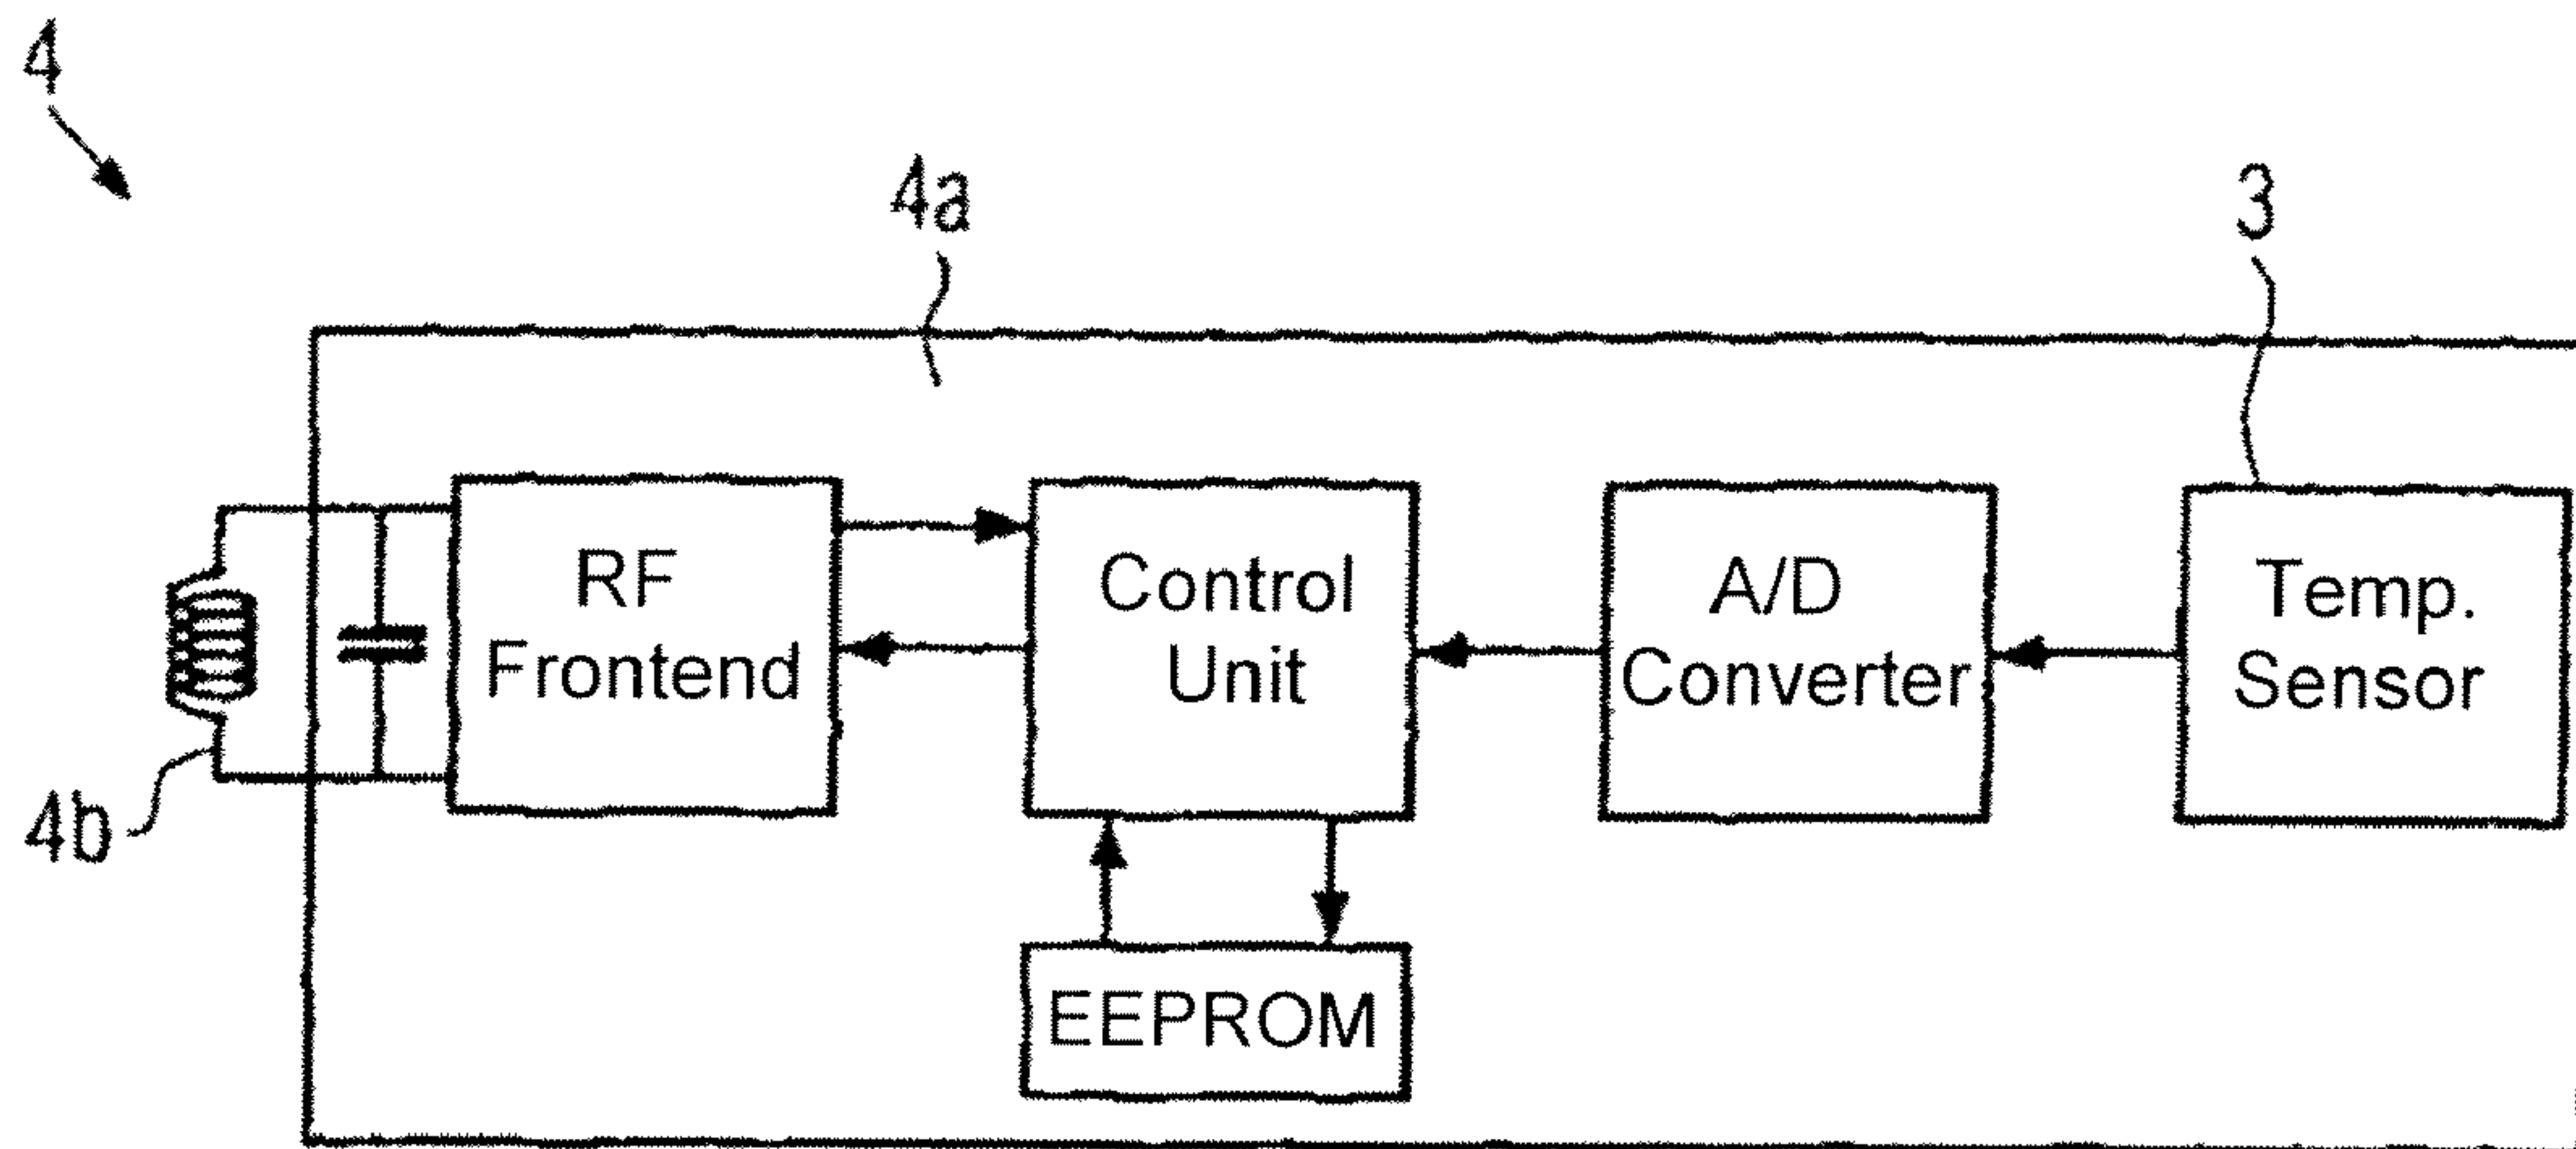 4
4a
3
RF
Frontend
Control
Unit
A/D
Converter
Temp.
Sensor
4b
EEPROM